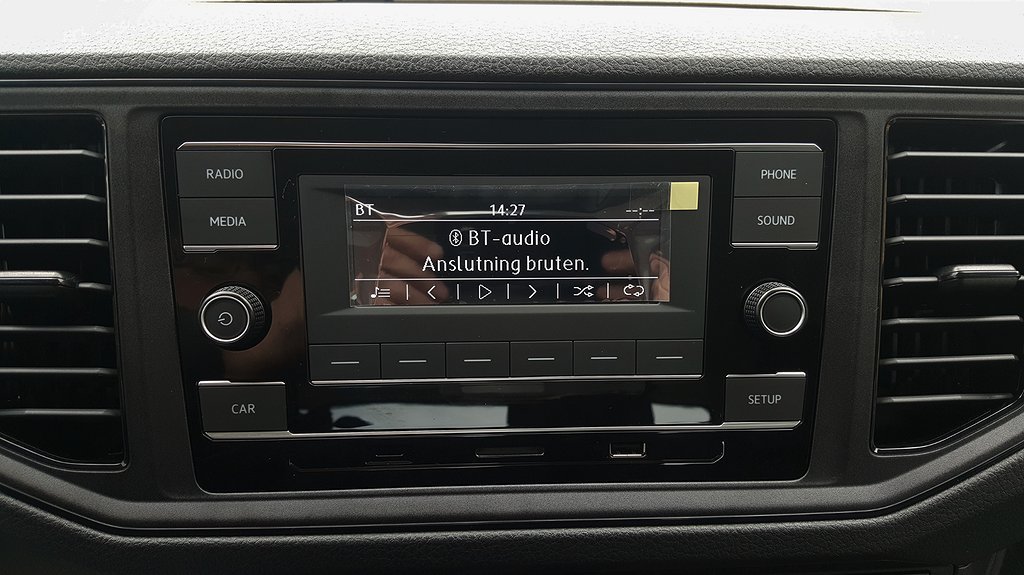 RADIO
MEDIA
BT 14:27 --:--
BT-audio
Anslutning bruten.
PHONE
SOUND
CAR
SETUP